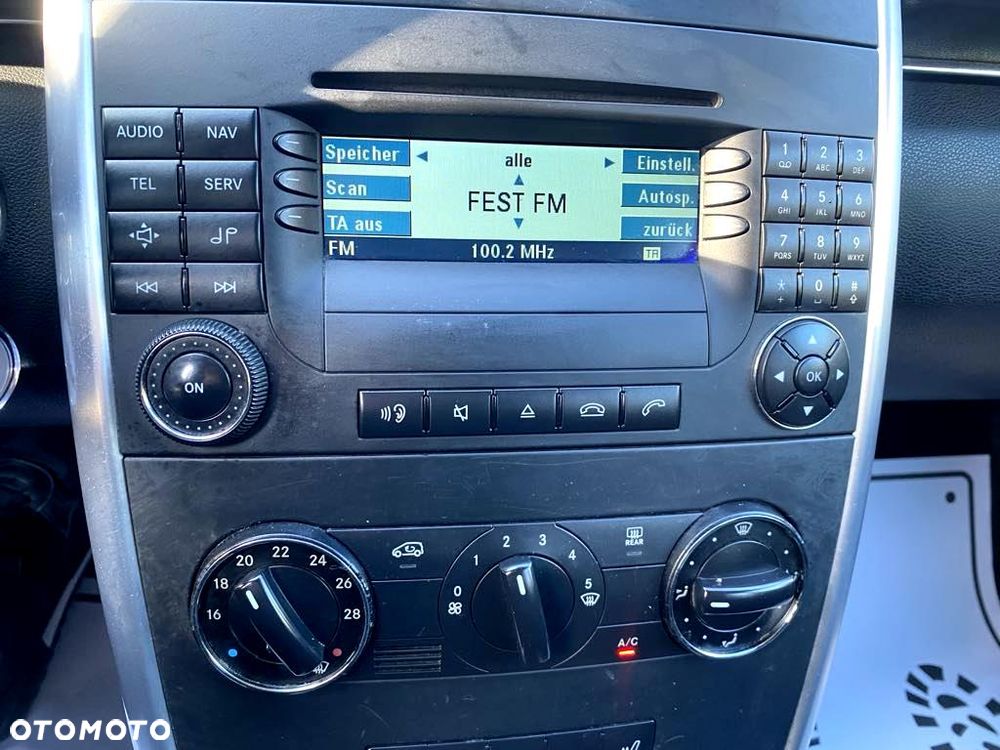 AUDIO NAV
TEL SERV
Speicher
Scan
TA aus
FM
alle
FEST FM
100.2 MHz
TA
Einstell.
Autosp.
zurück
1 2 ABC 3 DEF
4 GHI 5 JKL 6 MNO
7 PQRS 8 TUV 9 WXYZ
* + 0 #
ON
OK
16 18 20 22 24 26 28
0 1 2 3 4 5
REAR
A/C
OTOMOTO